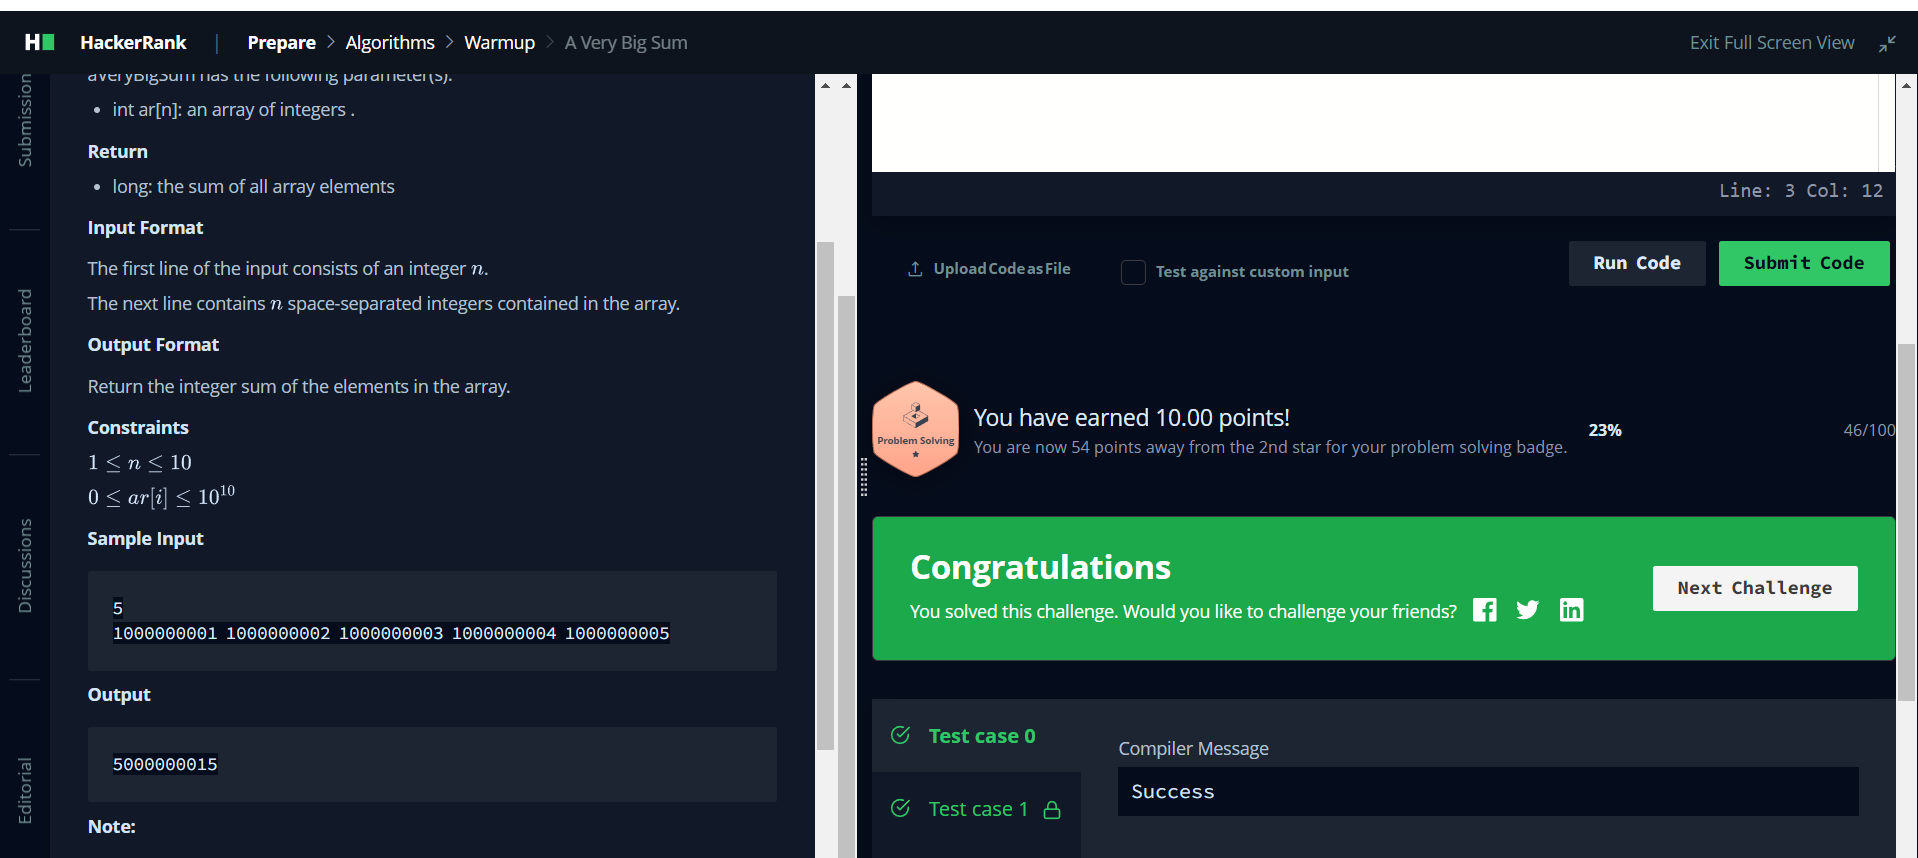 H
HackerRank | Prepare > Algorithms > Warmup > A Very Big Sum
Exit Full Screen View
Submission
Leaderboard
Discussions
Editorial
aVeryBigSum has the following parameter(s):
• int ar[n]: an array of integers .
Return
• long: the sum of all array elements
Input Format
The first line of the input consists of an integer n.
The next line contains n space-separated integers contained in the array.
Output Format
Return the integer sum of the elements in the array.
Constraints
1 ≤ n ≤ 10
0 ≤ ar[i] ≤ 10¹⁰
Sample Input
5
1000000001 1000000002 1000000003 1000000004 1000000005
Output
5000000015
Note:
Line: 3 Col: 12
Upload Code as File
Test against custom input
Run Code
Submit Code
Problem Solving
You have earned 10.00 points!
You are now 54 points away from the 2nd star for your problem solving badge.
23%
46/100
Congratulations
You solved this challenge. Would you like to challenge your friends?
Next Challenge
Test case 0
Test case 1
Compiler Message
Success